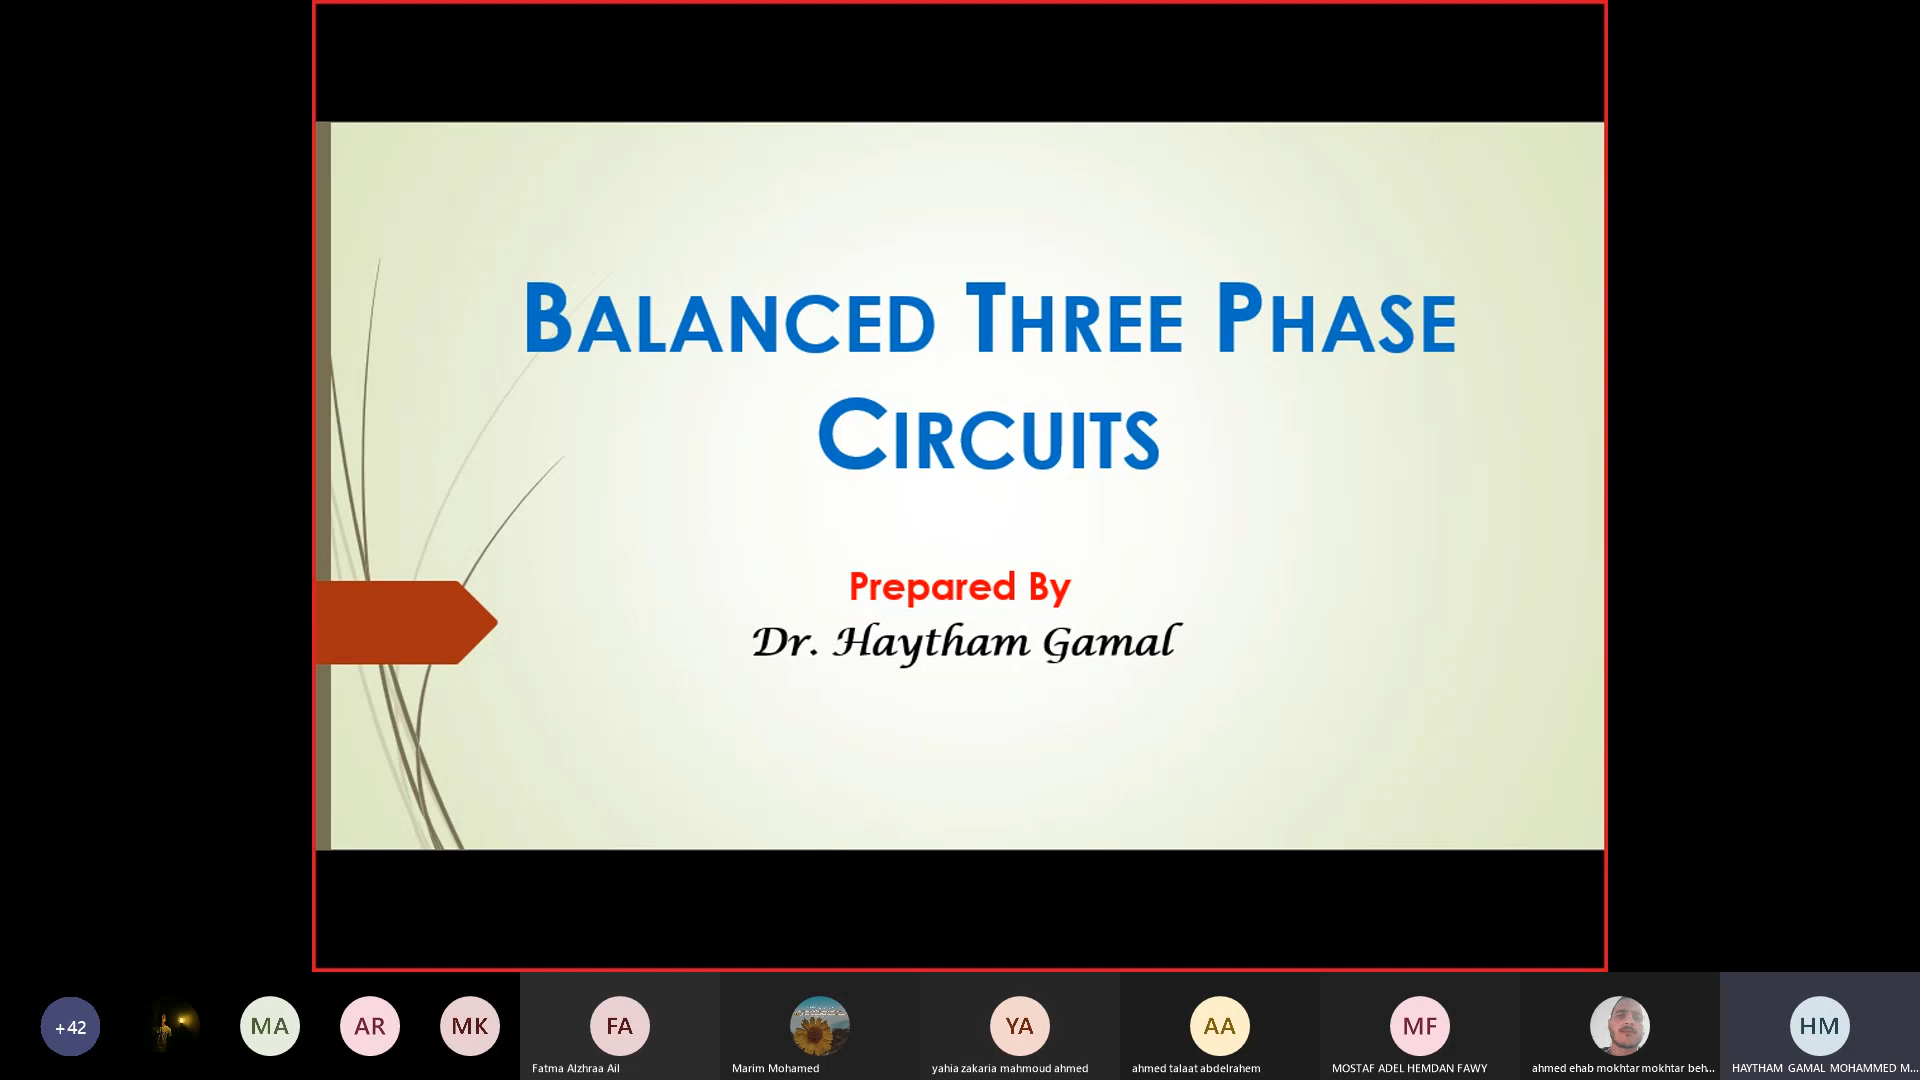 BALANCED THREE PHASE
CIRCUITS
Prepared By
Dr. Haytham Gamal
+42
MA
AR
MK
FA
YA
AA
MF
HM
Fatma Alzhraa Ail
Marim Mohamed
yahia zakaria mahmoud ahmed
ahmed talaat abdelrahem
MOSTAF ADEL HEMDAN FAWY
ahmed ehab mokhtar mokhtar beh...
HAYTHAM GAMAL MOHAMMED M...